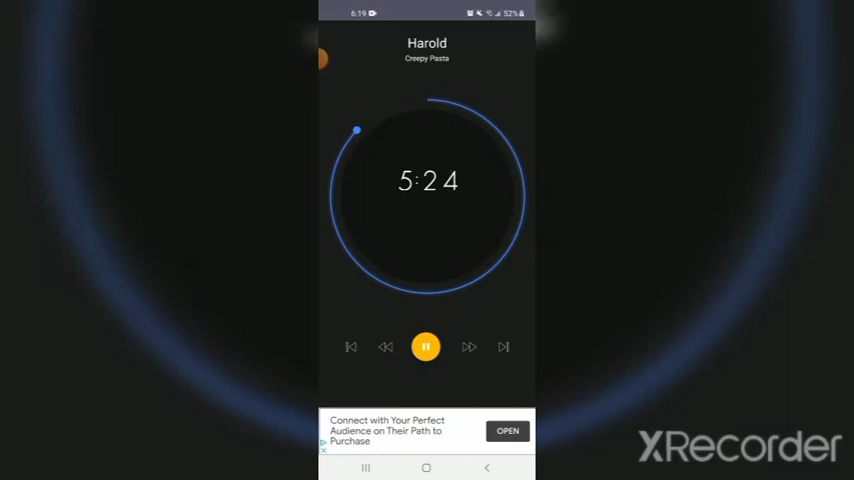 6:19
52%
Harold
Creepy Pasta
5:24
Connect with Your Perfect
Audience on Their Path to
Purchase
OPEN
XRecorder